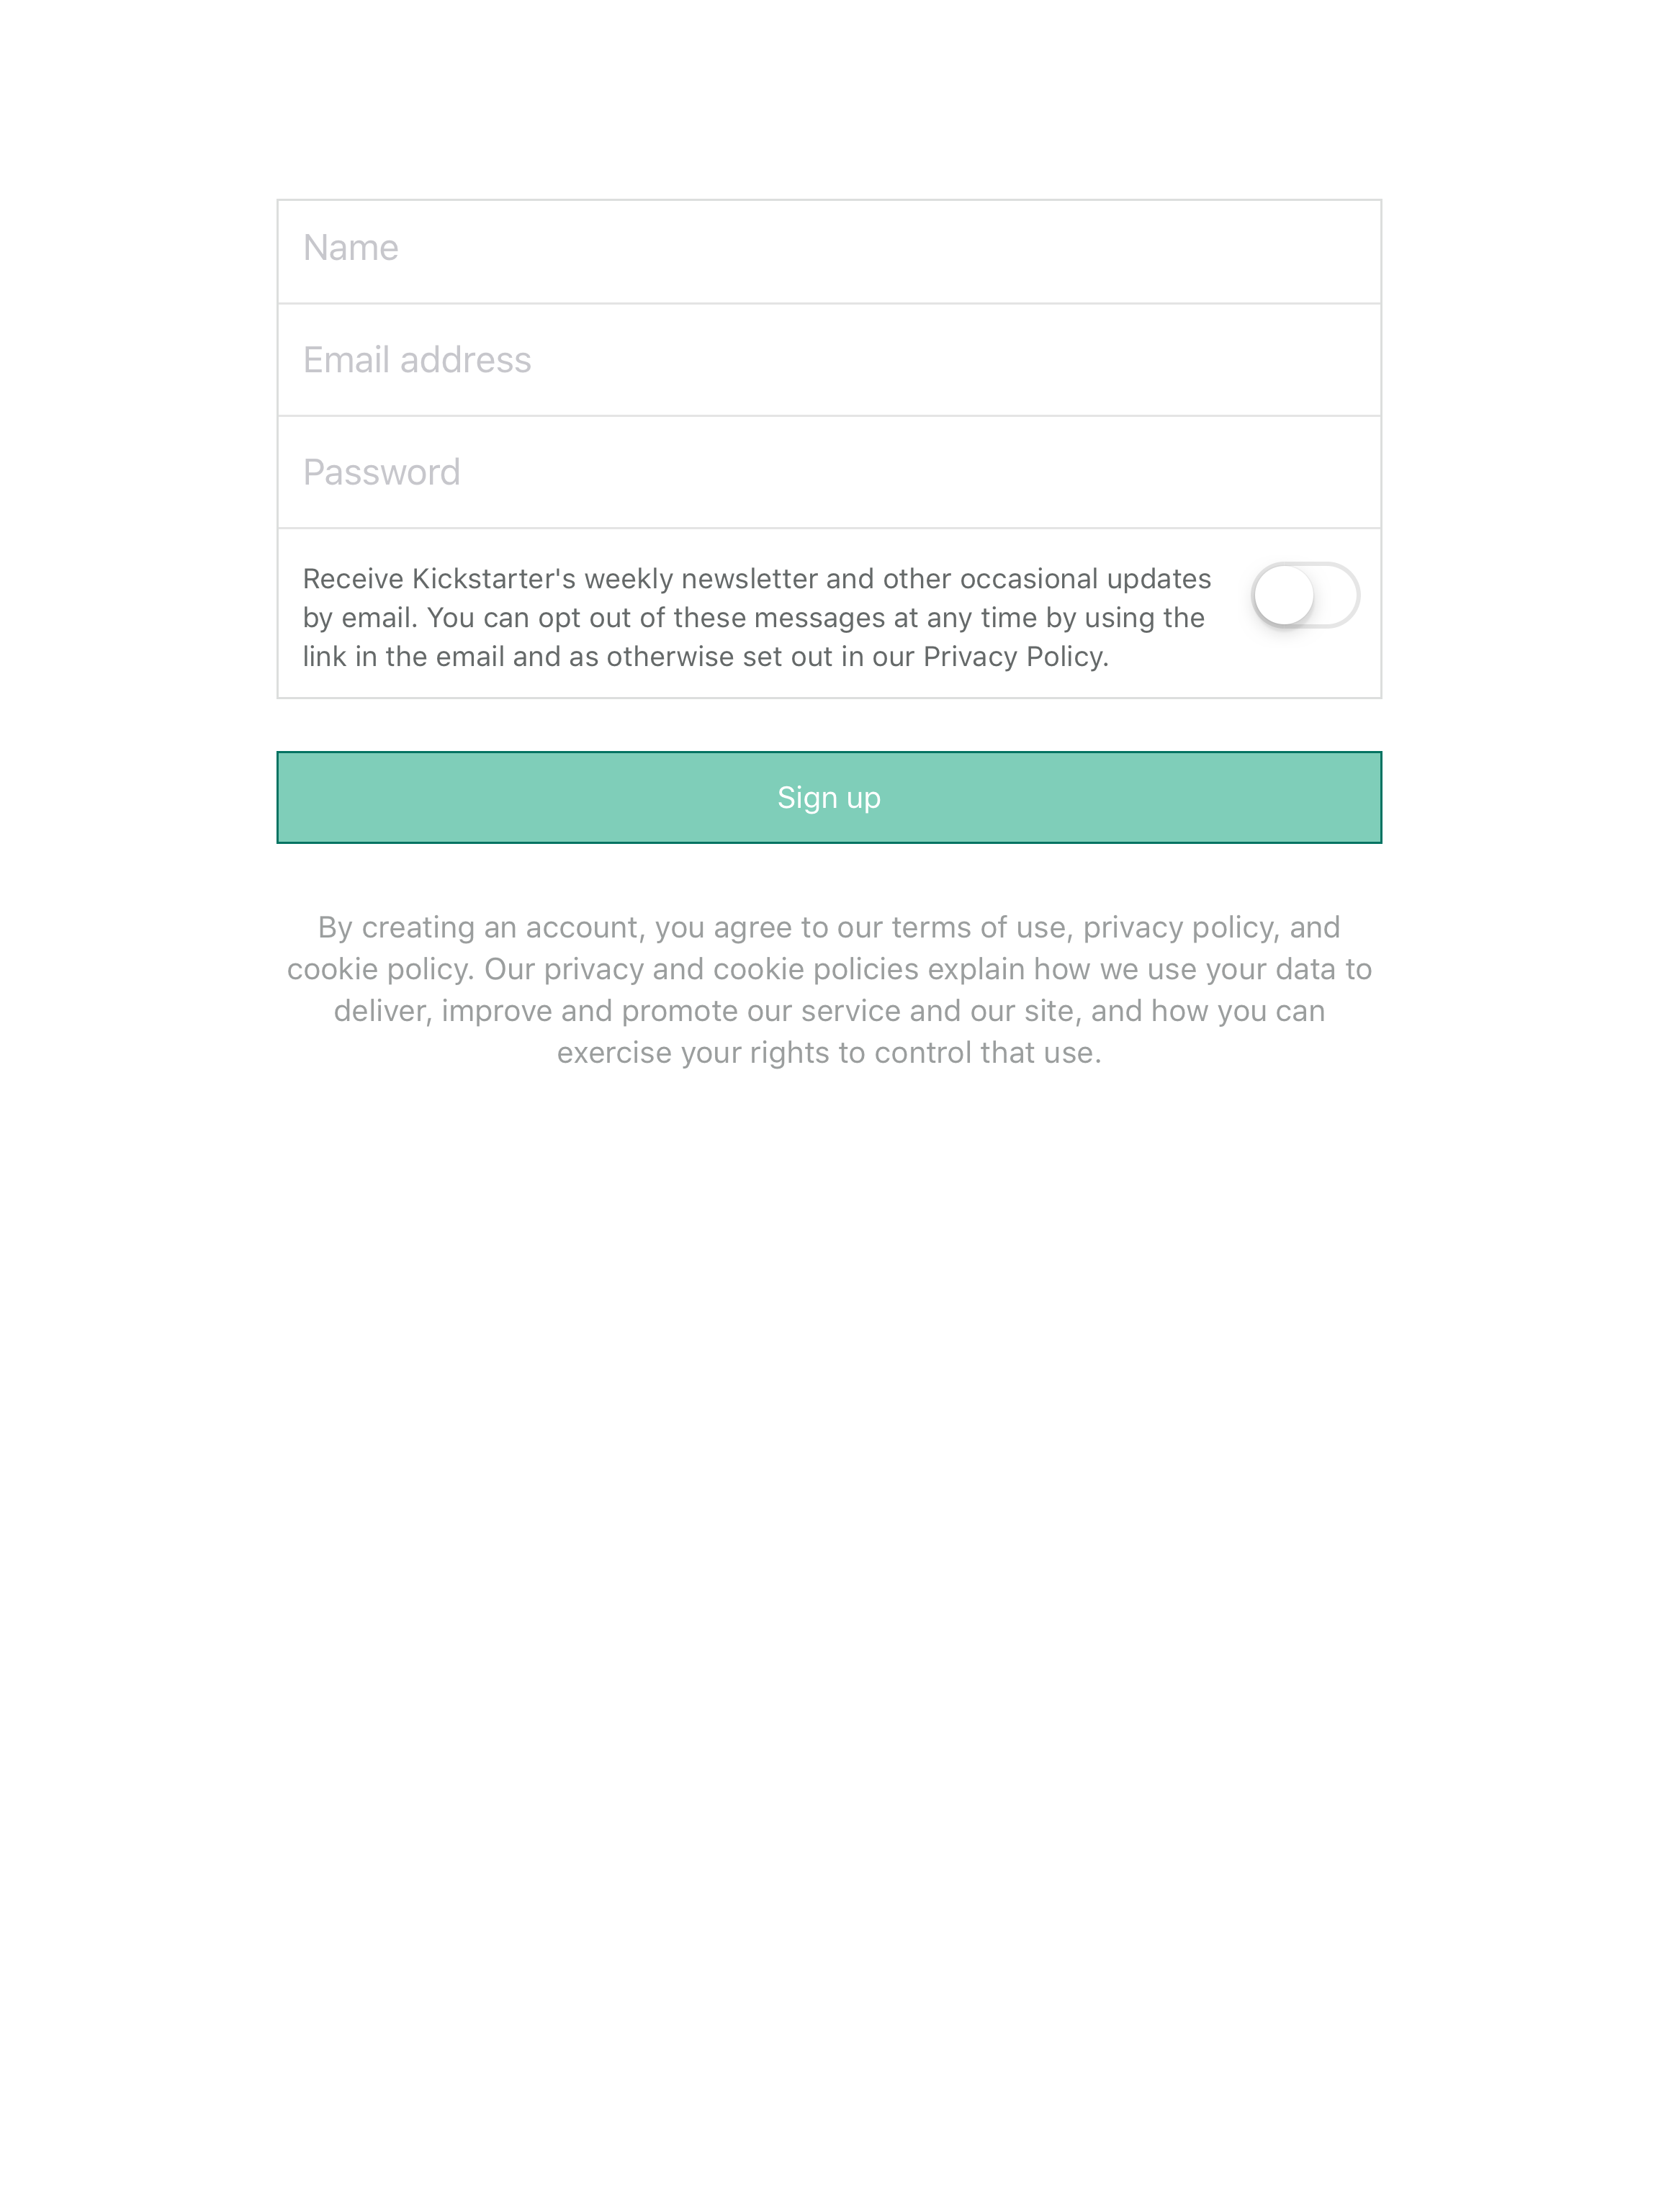 Name
Email address
Password
Receive Kickstarter's weekly newsletter and other occasional updates
by email. You can opt out of these messages at any time by using the
link in the email and as otherwise set out in our Privacy Policy.
Sign up
By creating an account, you agree to our terms of use, privacy policy, and
cookie policy. Our privacy and cookie policies explain how we use your data to
deliver, improve and promote our service and our site, and how you can
exercise your rights to control that use.